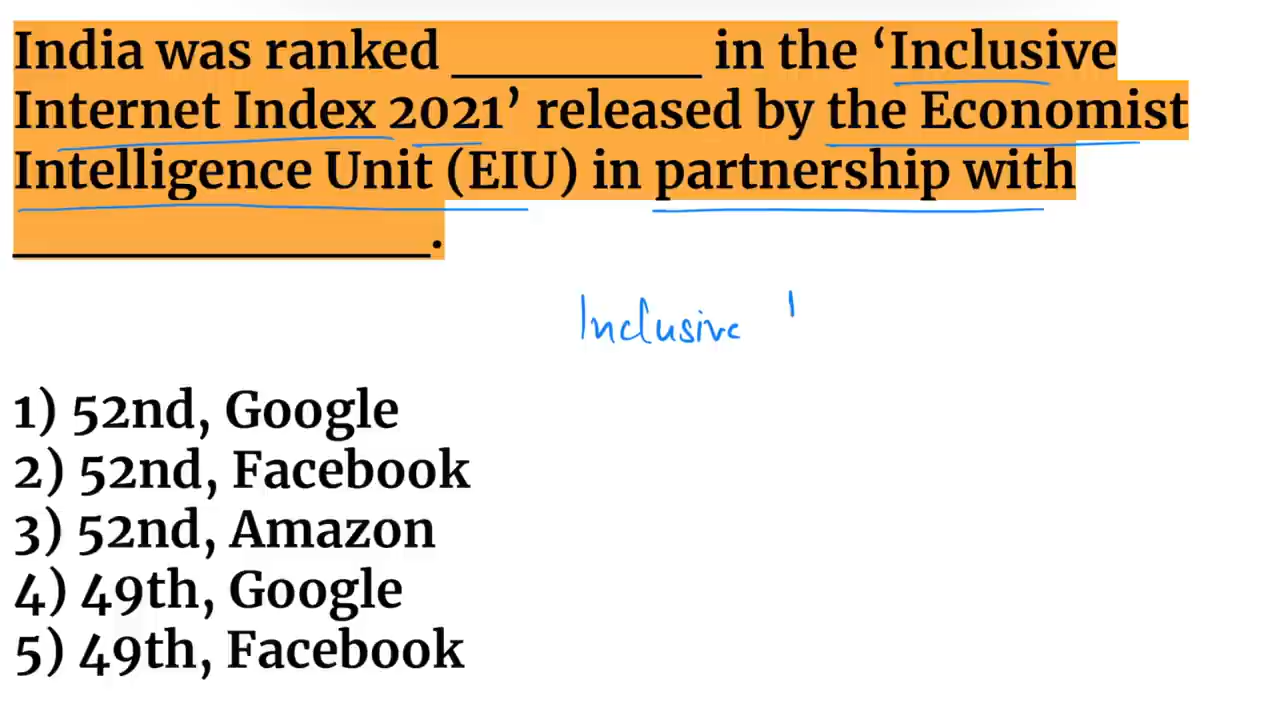 India was ranked __________ in the ‘Inclusive
Internet Index 2021’ released by the Economist
Intelligence Unit (EIU) in partnership with
_________________.
Inclusive
1) 52nd, Google
2) 52nd, Facebook
3) 52nd, Amazon
4) 49th, Google
5) 49th, Facebook